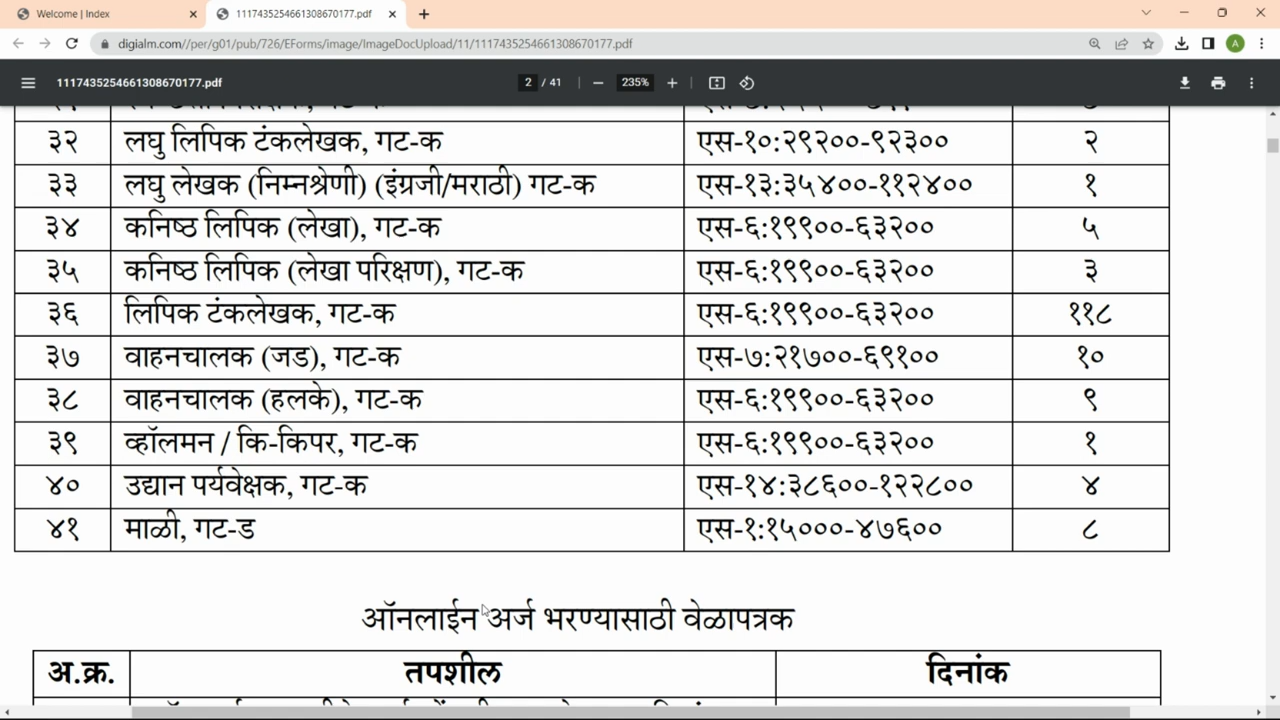 Welcome | Index
1117435254661308670177.pdf
digialm.com//per/g01/pub/726/EForms/image/ImageDocUpload/11/1117435254661308670177.pdf
A
1117435254661308670177.pdf
2 / 41
235%
३२ लघु लिपिक टंकलेखक, गट-क एस-१०:२९२००-९२३०० २
३३ लघु लेखक (निम्नश्रेणी) (इंग्रजी/मराठी) गट-क एस-१३:३५४००-११२४०० १
३४ कनिष्ठ लिपिक (लेखा), गट-क एस-६:१९९००-६३२०० ५
३५ कनिष्ठ लिपिक (लेखा परिक्षण), गट-क एस-६:१९९००-६३२०० ३
३६ लिपिक टंकलेखक, गट-क एस-६:१९९००-६३२०० ११८
३७ वाहनचालक (जड), गट-क एस-७:२१७००-६९१०० १०
३८ वाहनचालक (हलके), गट-क एस-६:१९९००-६३२०० ९
३९ व्हॉलमन / कि-किपर, गट-क एस-६:१९९००-६३२०० १
४० उद्यान पर्यवेक्षक, गट-क एस-१४:३८६००-१२२८०० ४
४१ माळी, गट-ड एस-१:१५०००-४७६०० ८
ऑनलाईन अर्ज भरण्यासाठी वेळापत्रक
अ.क्र. तपशील दिनांक